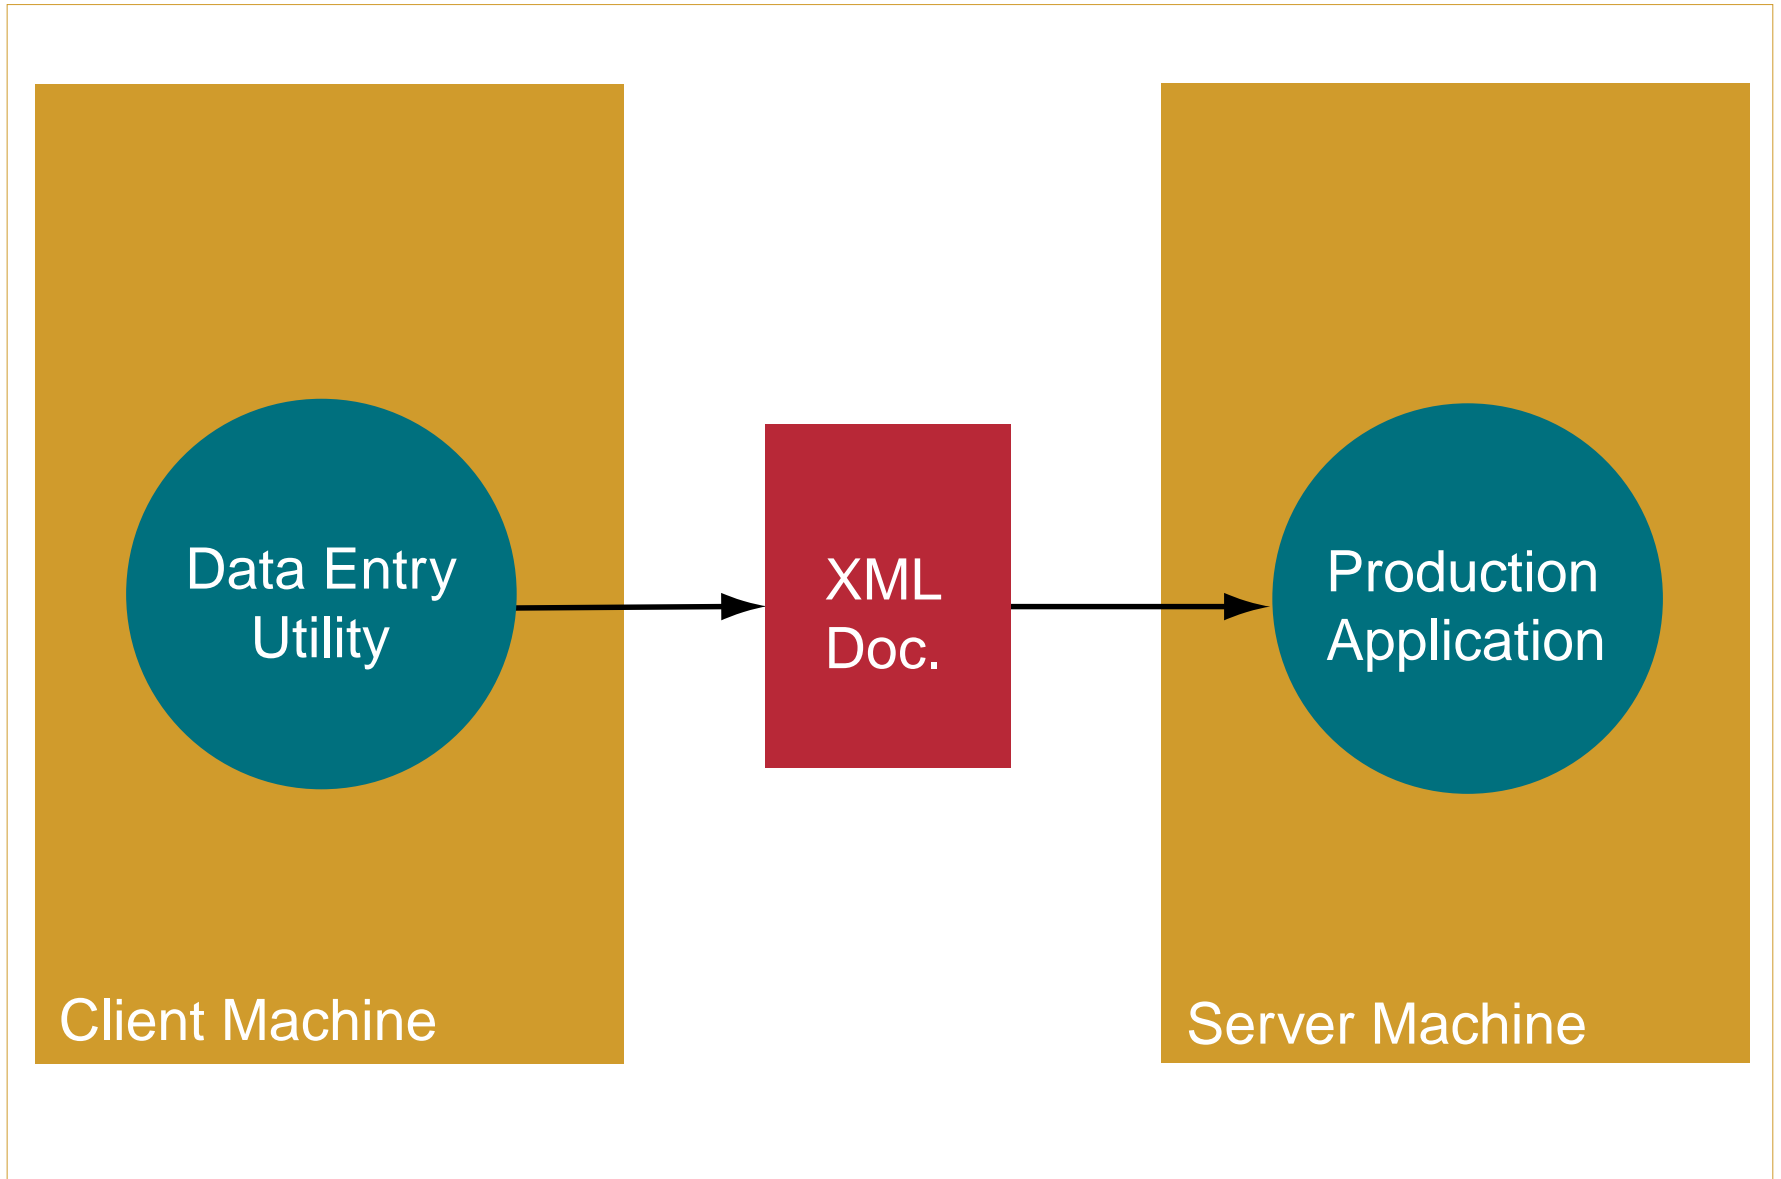 Data Entry
Utility
XML
Doc.
Production
Application
Client Machine
Server Machine